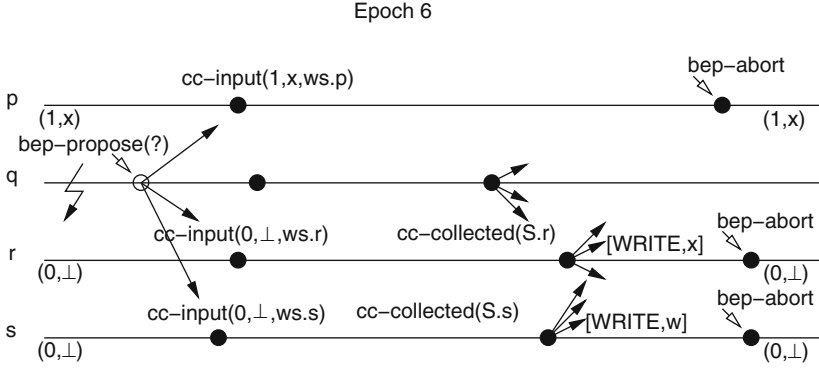 Epoch 6
bep-abort
cc-input(1,x,ws.p)
p
(1,x)
(1,x)
bep-propose(?)
q
bep-abort
cc-input(0,⊥,ws.r)
cc-collected(S.r)
[WRITE,x]
r
(0,⊥)
(0,⊥)
bep-abort
cc-input(0,⊥,ws.s)
cc-collected(S.s)
[WRITE,w]
s
(0,⊥)
(0,⊥)